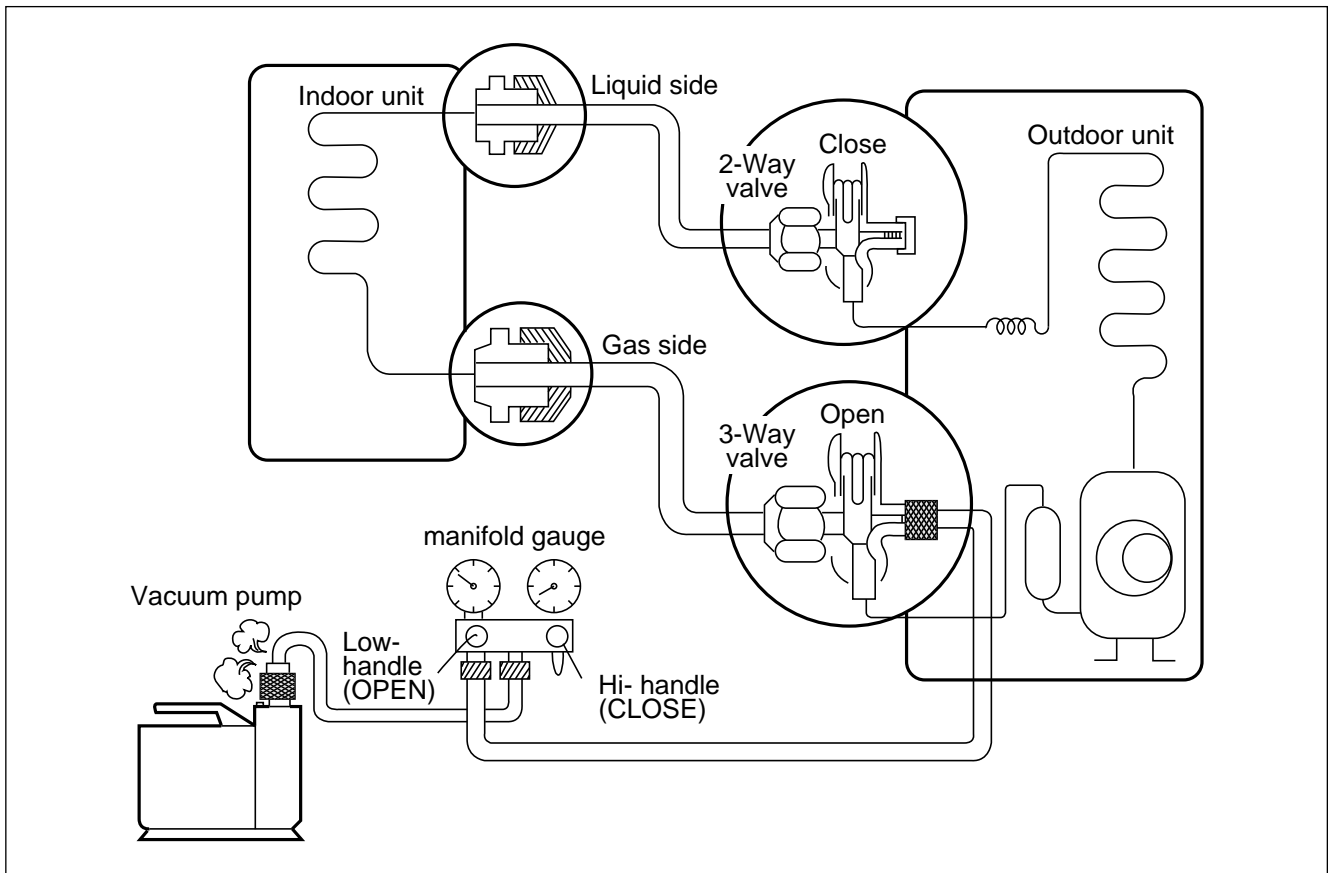 Indoor unit
Liquid side
2-Way
valve
Close
Outdoor unit
Gas side
3-Way
valve
Open
manifold gauge
Vacuum pump
Low-
handle
(OPEN)
Hi- handle
(CLOSE)